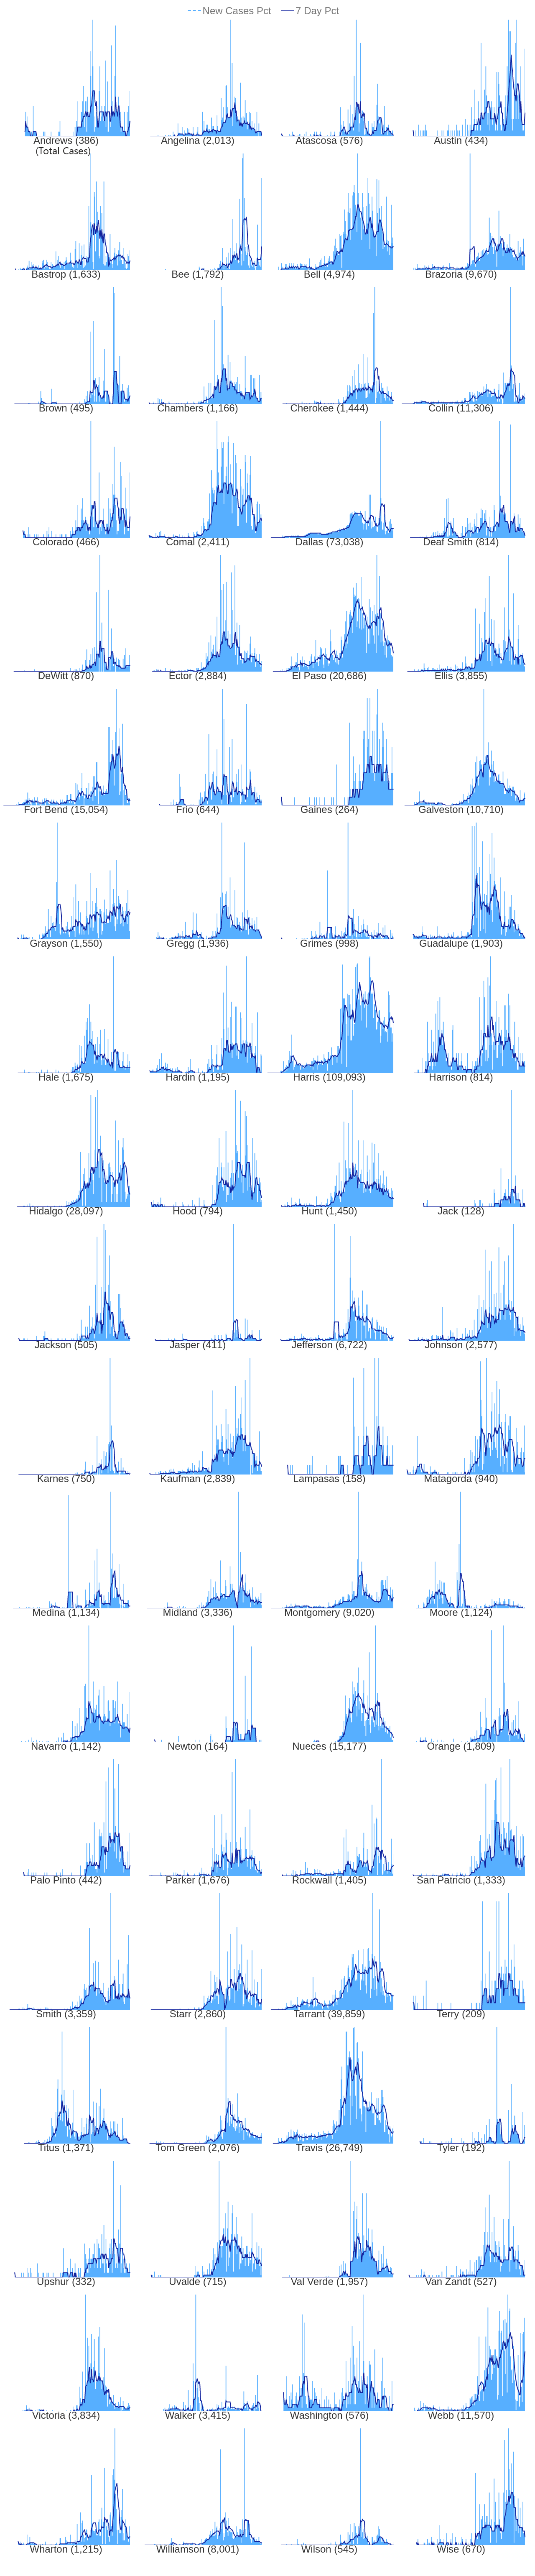 New Cases Pct 7 Day Pct
Andrews (386) Angelina (2,013) Atascosa (576) Austin (434)
(Total Cases)
Bastrop (1,633) Bee (1,792) Bell (4,974) Brazoria (9,670)
Brown (495) Chambers (1,166) Cherokee (1,444) Collin (11,306)
Colorado (466) Comal (2,411) Dallas (73,038) Deaf Smith (814)
DeWitt (870) Ector (2,884) El Paso (20,686) Ellis (3,855)
Fort Bend (15,054) Frio (644) Gaines (264) Galveston (10,710)
Grayson (1,550) Gregg (1,936) Grimes (998) Guadalupe (1,903)
Hale (1,675) Hardin (1,195) Harris (109,093) Harrison (814)
Hidalgo (28,097) Hood (794) Hunt (1,450) Jack (128)
Jackson (505) Jasper (411) Jefferson (6,722) Johnson (2,577)
Karnes (750) Kaufman (2,839) Lampasas (158) Matagorda (940)
Medina (1,134) Midland (3,336) Montgomery (9,020) Moore (1,124)
Navarro (1,142) Newton (164) Nueces (15,177) Orange (1,809)
Palo Pinto (442) Parker (1,676) Rockwall (1,405) San Patricio (1,333)
Smith (3,359) Starr (2,860) Tarrant (39,859) Terry (209)
Titus (1,371) Tom Green (2,076) Travis (26,749) Tyler (192)
Upshur (332) Uvalde (715) Val Verde (1,957) Van Zandt (527)
Victoria (3,834) Walker (3,415) Washington (576) Webb (11,570)
Wharton (1,215) Williamson (8,001) Wilson (545) Wise (670)